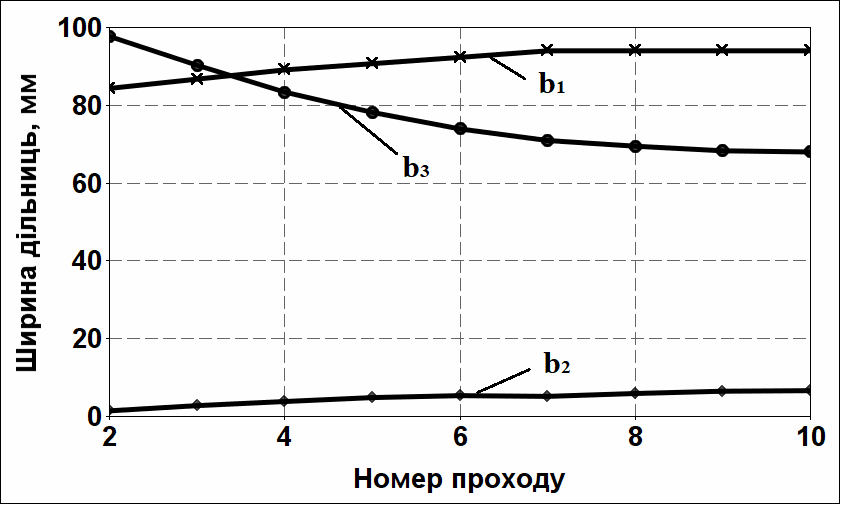 100
80
60
40
20
0
Ширина дільниць, мм
b1
b3
b2
2 4 6 8 10
Номер проходу